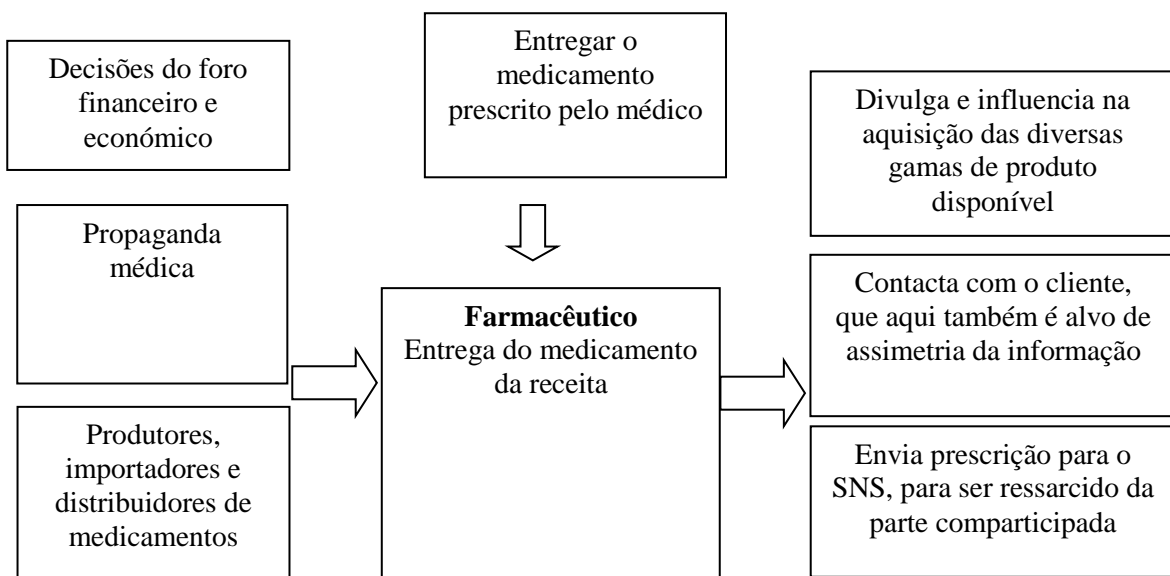 Decisões do foro
financeiro e
económico
Propaganda
médica
Produtores,
importadores e
distribuidores de
medicamentos
Entregar o
medicamento
prescrito pelo médico
Farmacêutico
Entrega do medicamento
da receita
Divulga e influencia na
aquisição das diversas
gamas de produto
disponível
Contacta com o cliente,
que aqui também é alvo de
assimetria da informação
Envia prescrição para o
SNS, para ser ressarcido da
parte comparticipada